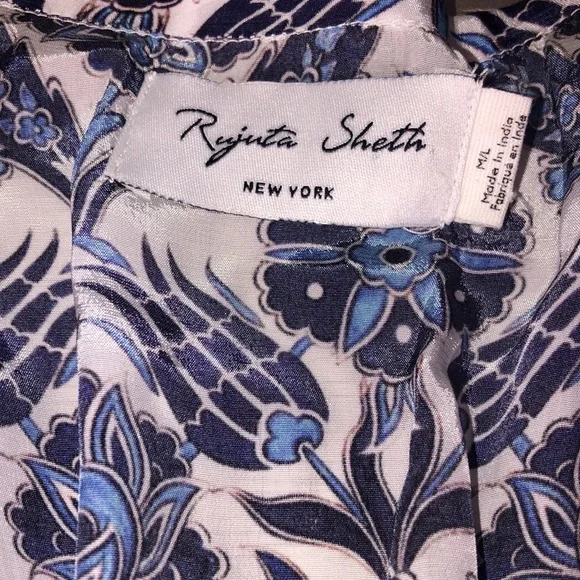 Rujuta Sheth
NEW YORK
M/L
Made in India
Fabriqué en Inde